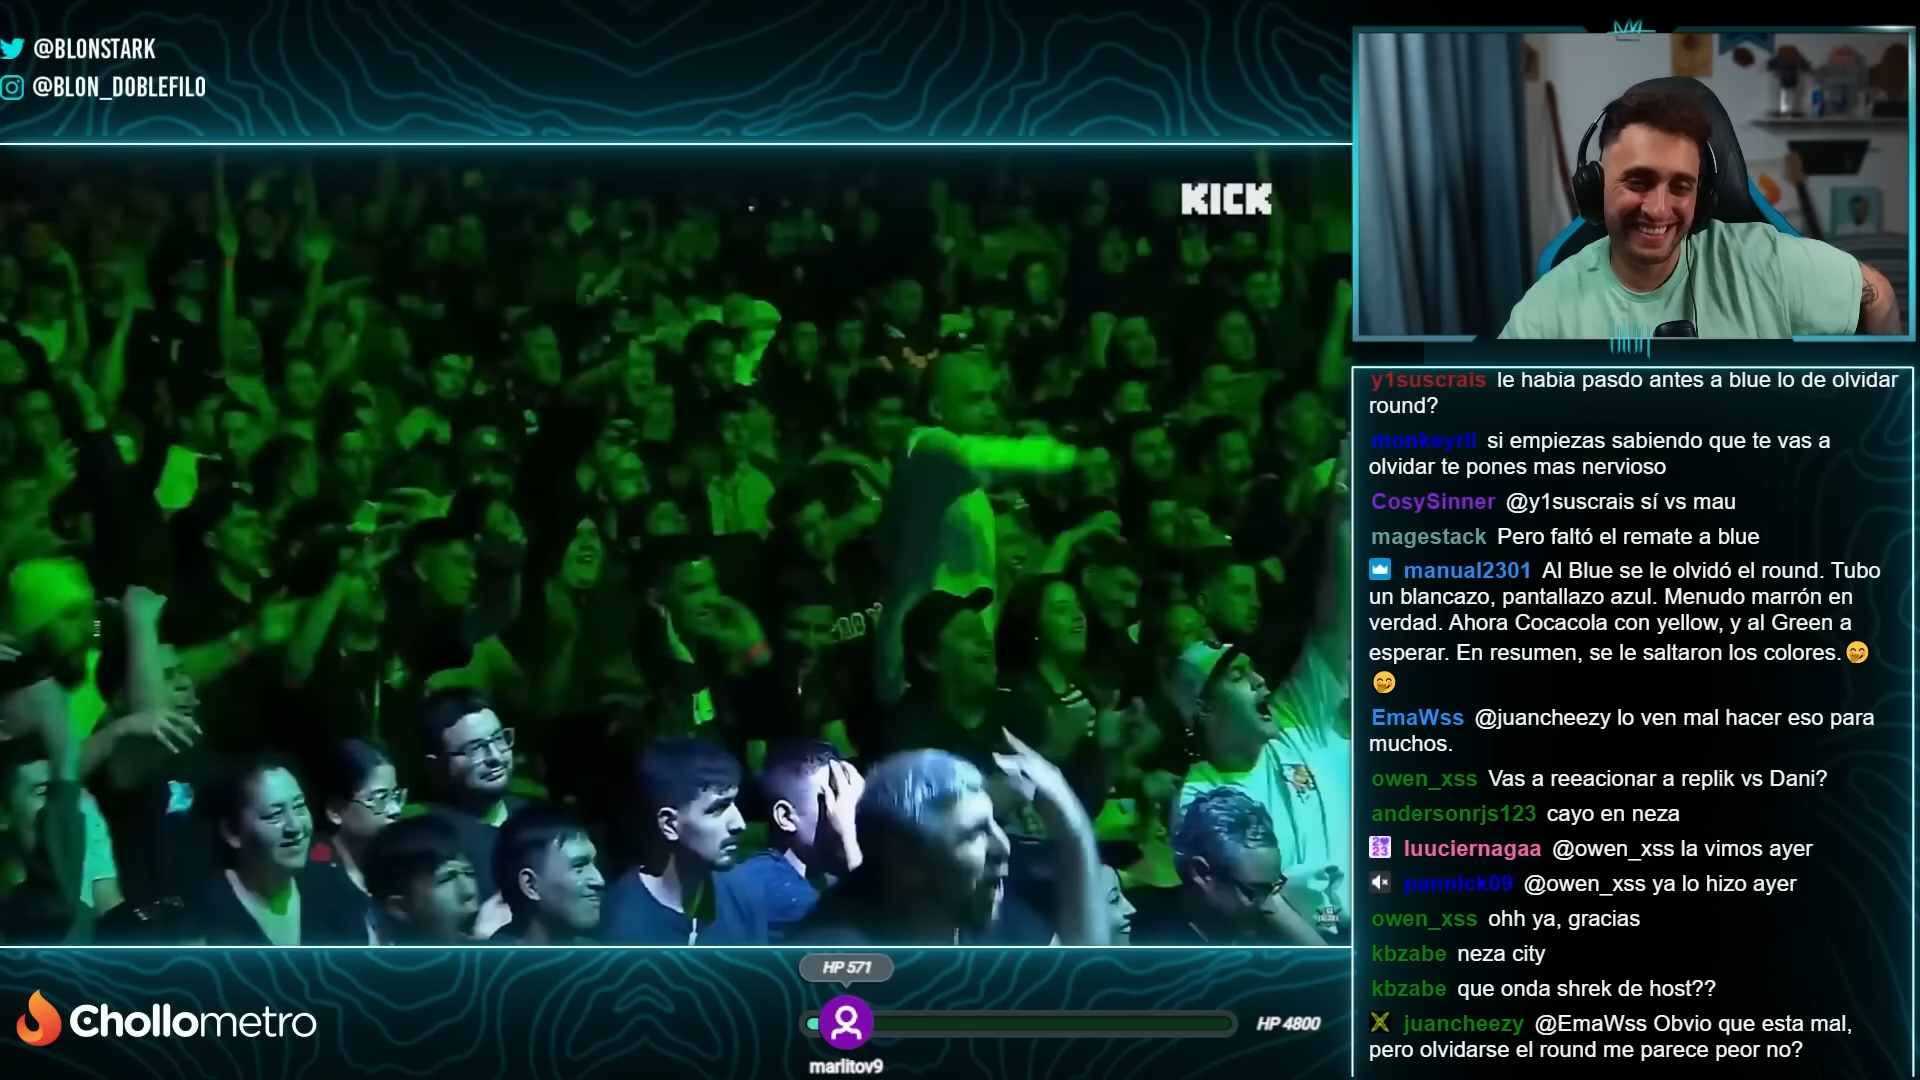 @BLONSTARK
@BLON_DOBLEFILO
KICK
y1suscrais le habia pasdo antes a blue lo de olvidar
round?
monkeyril si empiezas sabiendo que te vas a
olvidar te pones mas nervioso
CosySinner @y1suscrais sí vs mau
magestack Pero faltó el remate a blue
manual2301 Al Blue se le olvidó el round. Tubo
un blancazo, pantallazo azul. Menudo marrón en
verdad. Ahora Cocacola con yellow, y al Green a
esperar. En resumen, se le saltaron los colores.🤭
🤭
EmaWss @juancheezy lo ven mal hacer eso para
muchos.
owen_xss Vas a reeacionar a replik vs Dani?
andersonrjs123 cayo en neza
luuciernagaa @owen_xss la vimos ayer
pannick09 @owen_xss ya lo hizo ayer
owen_xss ohh ya, gracias
kbzabe neza city
kbzabe que onda shrek de host??
juancheezy @EmaWss Obvio que esta mal,
pero olvidarse el round me parece peor no?
Chollometro
HP 571
HP 4800
marlitov9